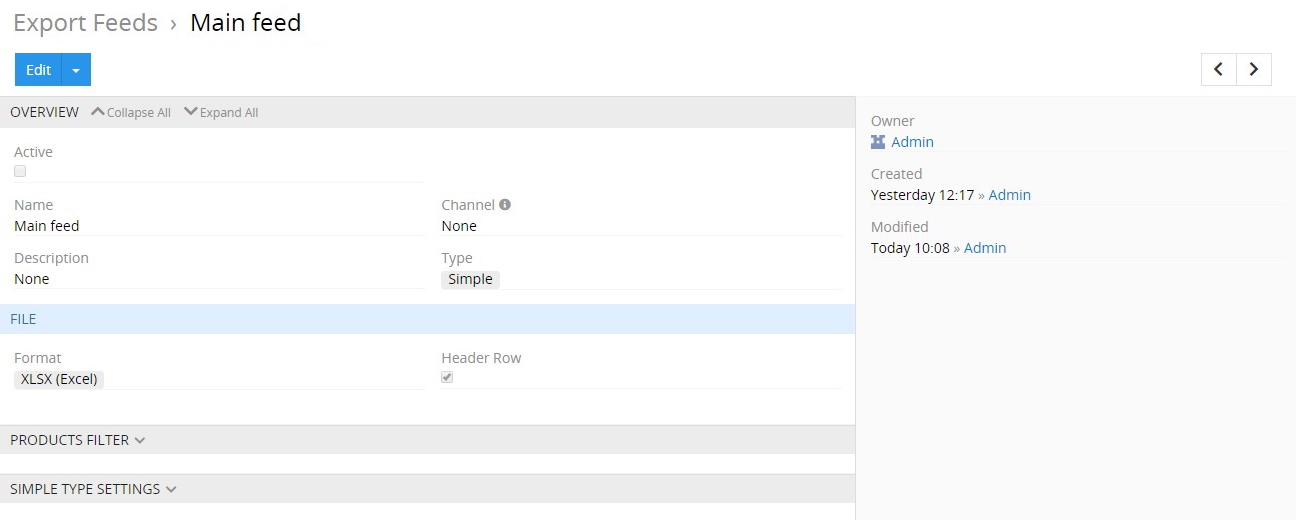 Export Feeds › Main feed
Edit
OVERVIEW Collapse All Expand All
Active
Name
Main feed
Channel
None
Description
None
Type
Simple
FILE
Format
XLSX (Excel)
Header Row
PRODUCTS FILTER
SIMPLE TYPE SETTINGS
Owner
Admin
Created
Yesterday 12:17 » Admin
Modified
Today 10:08 » Admin